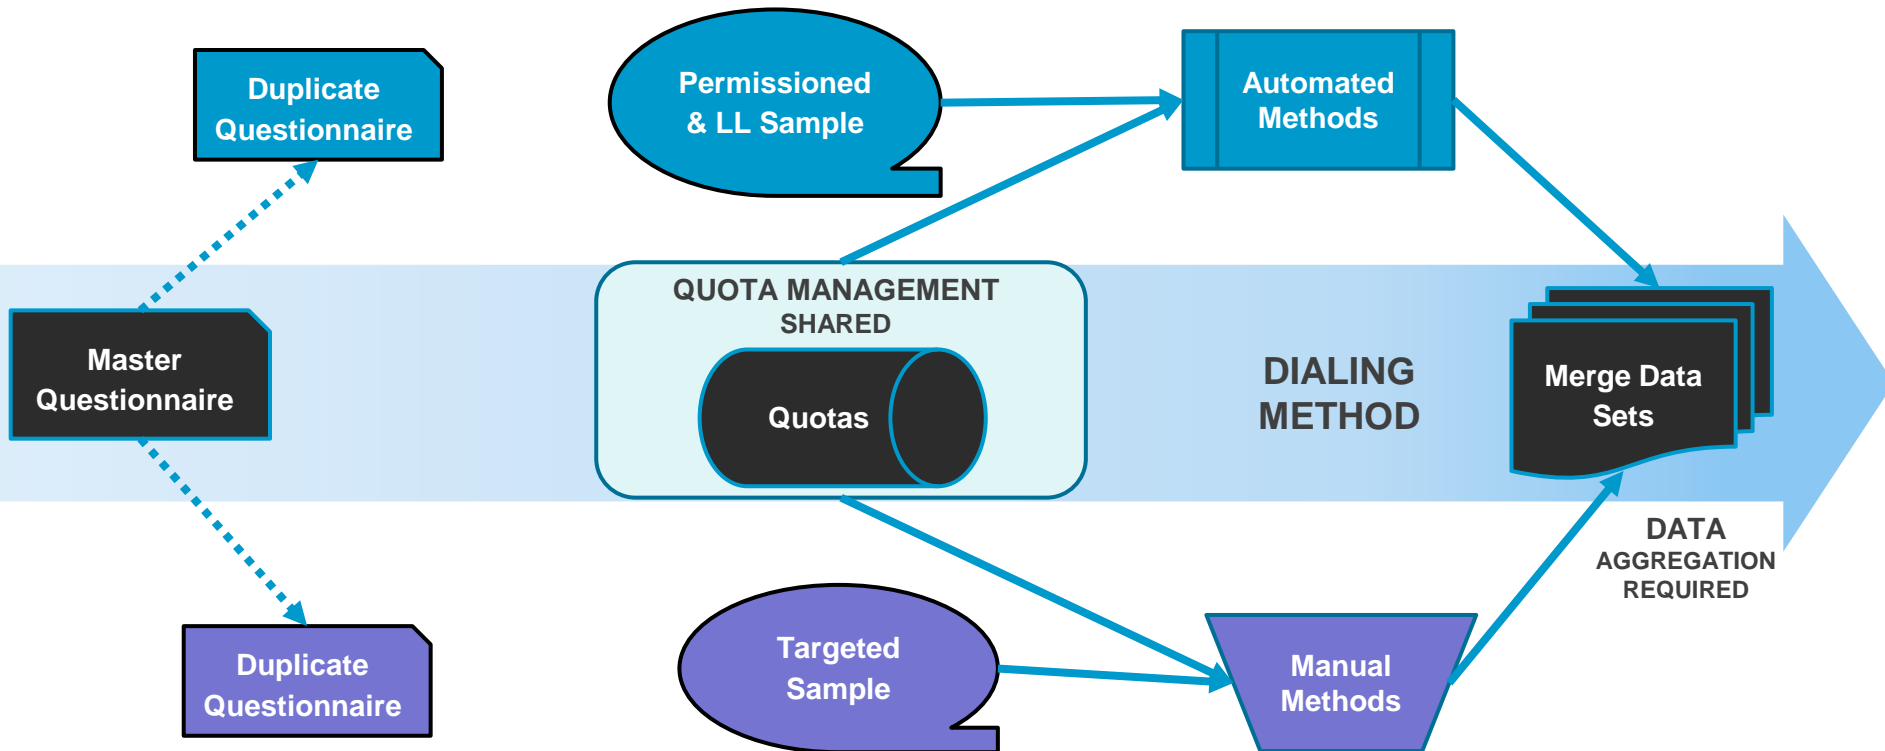 Duplicate
Questionnaire
Permissioned
& LL Sample
Automated
Methods
Master
Questionnaire
QUOTA MANAGEMENT
SHARED
Quotas
DIALING
METHOD
Merge Data
Sets
DATA
AGGREGATION
REQUIRED
Duplicate
Questionnaire
Targeted
Sample
Manual
Methods